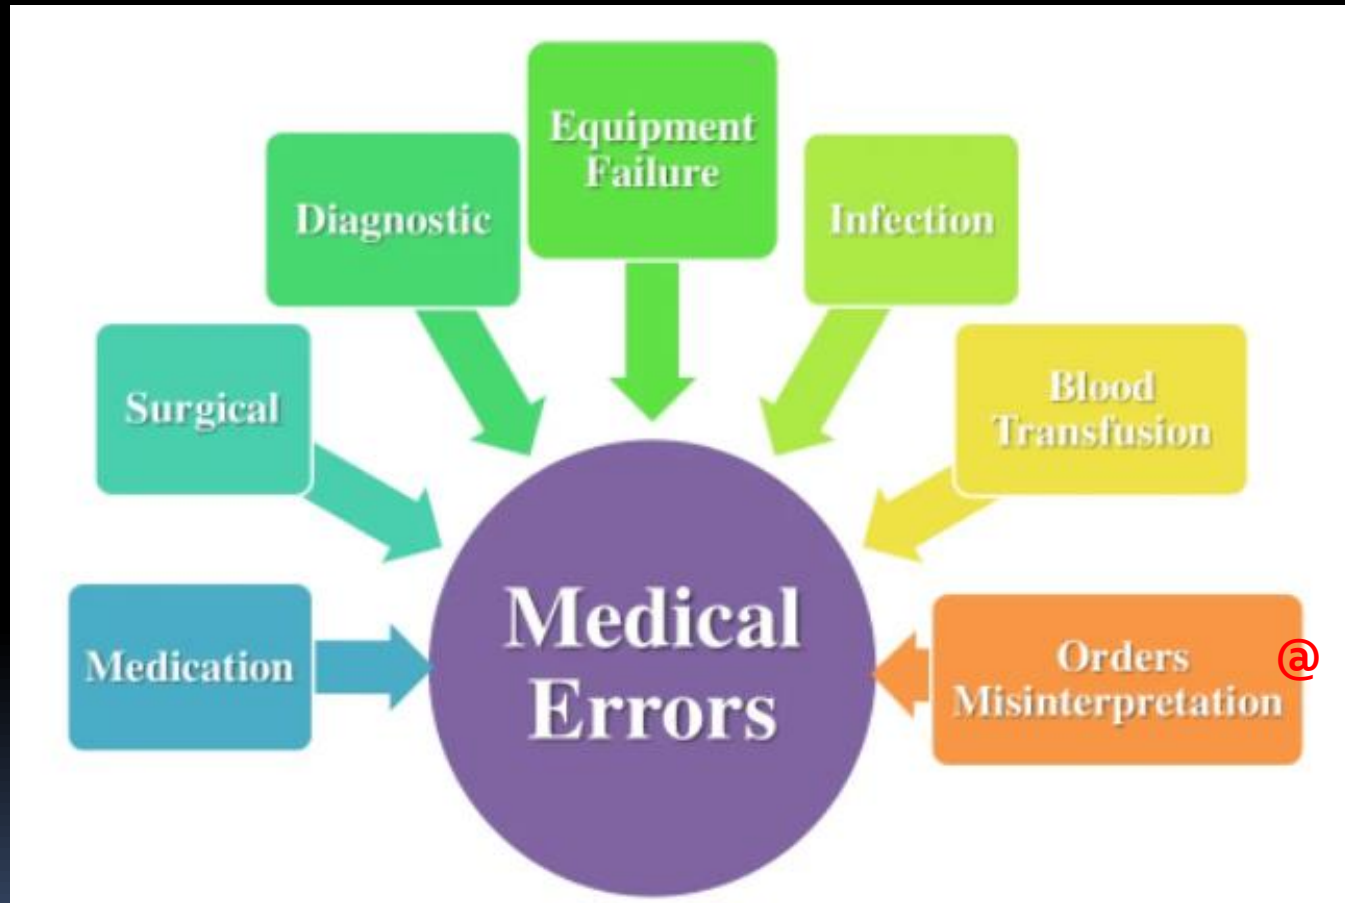 Equipment
Failure
Diagnostic
Infection
Surgical
Blood
Transfusion
Medication
Medical
Errors
Orders @
Misinterpretation